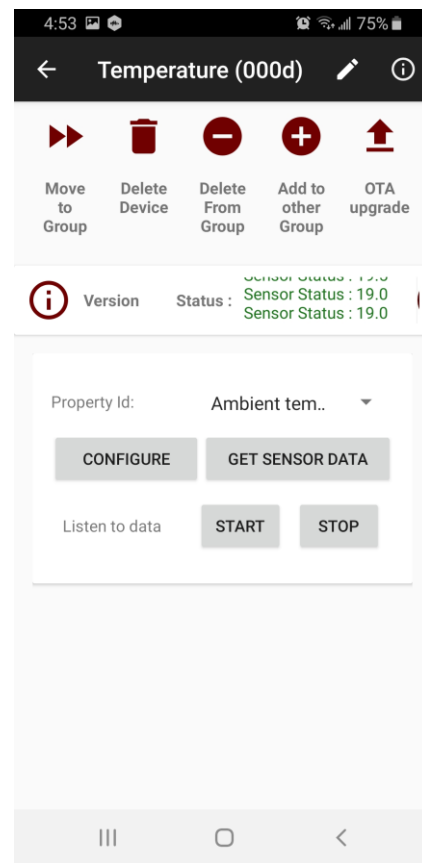 4:53 75%
Temperature (000d)
Move to Group
Delete Device
Delete From Group
Add to other Group
OTA upgrade
Version Status : Sensor Status : 19.0
Sensor Status : 19.0
Property Id: Ambient tem..
CONFIGURE GET SENSOR DATA
Listen to data START STOP